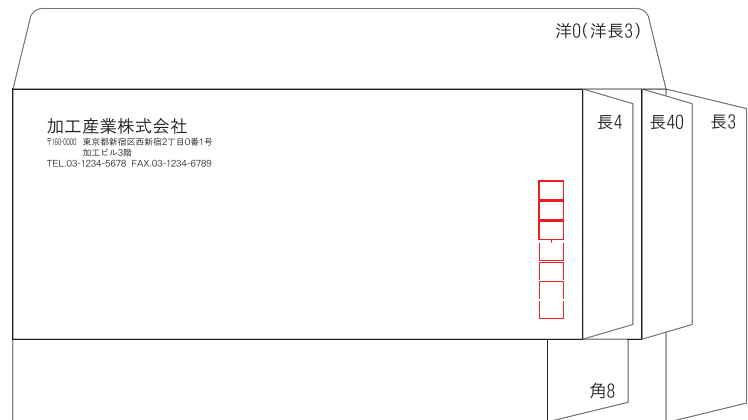 洋0(洋長3)
加工産業株式会社
〒160-0000 東京都新宿区西新宿2丁目0番1号
加工ビル3階
TEL.03-1234-5678 FAX.03-1234-6789
長4
長40
長3
角8